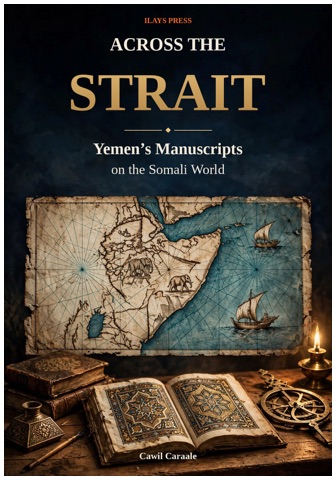 ILAYS PRESS
ACROSS THE
STRAIT
Yemen's Manuscripts
on the Somali World
Cawil Caraale